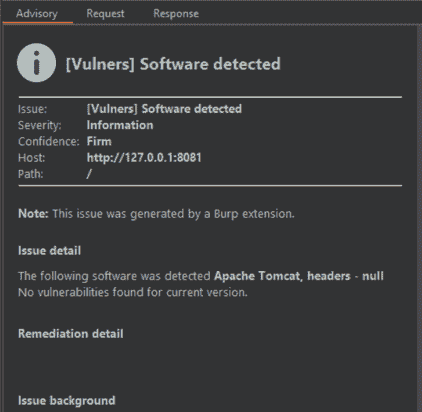 Advisory Request Response
[Vulners] Software detected
Issue: [Vulners] Software detected
Severity: Information
Confidence: Firm
Host: http://127.0.0.1:8081
Path: /
Note: This issue was generated by a Burp extension.
Issue detail
The following software was detected Apache Tomcat, headers - null
No vulnerabilities found for current version.
Remediation detail
Issue background